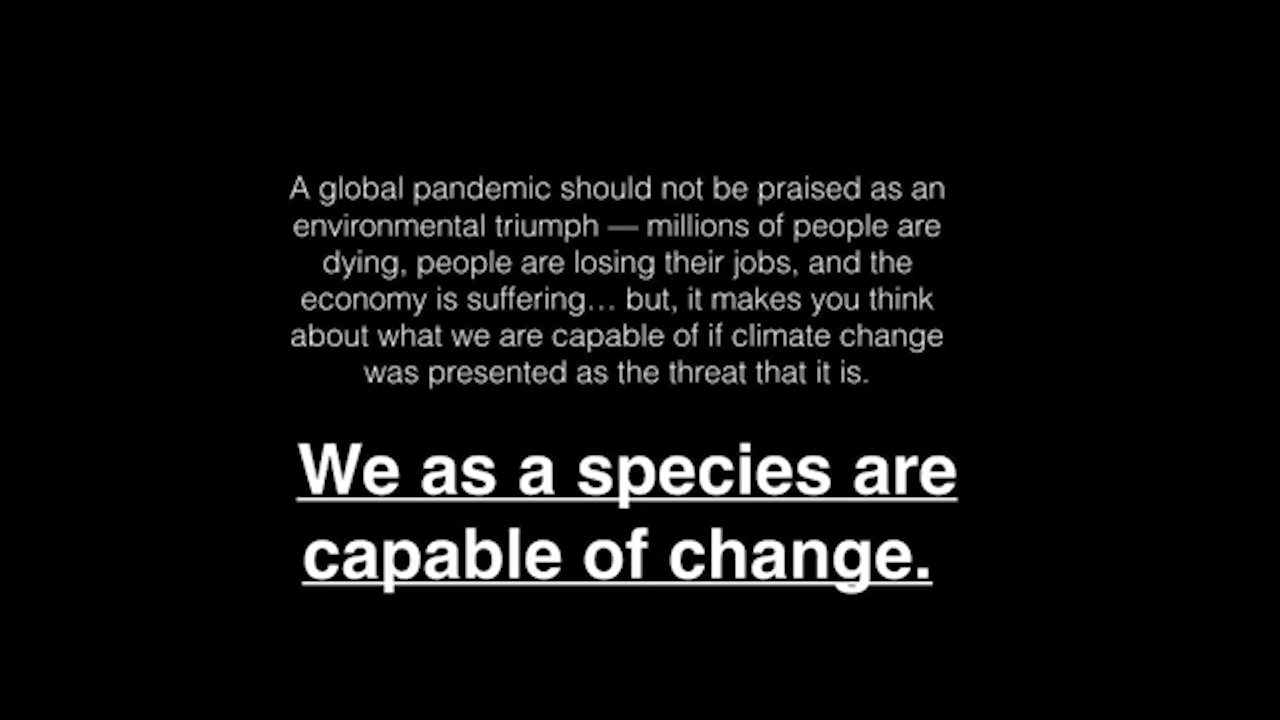 A global pandemic should not be praised as an
environmental triumph — millions of people are
dying, people are losing their jobs, and the
economy is suffering... but, it makes you think
about what we are capable of if climate change
was presented as the threat that it is.
We as a species are
capable of change.